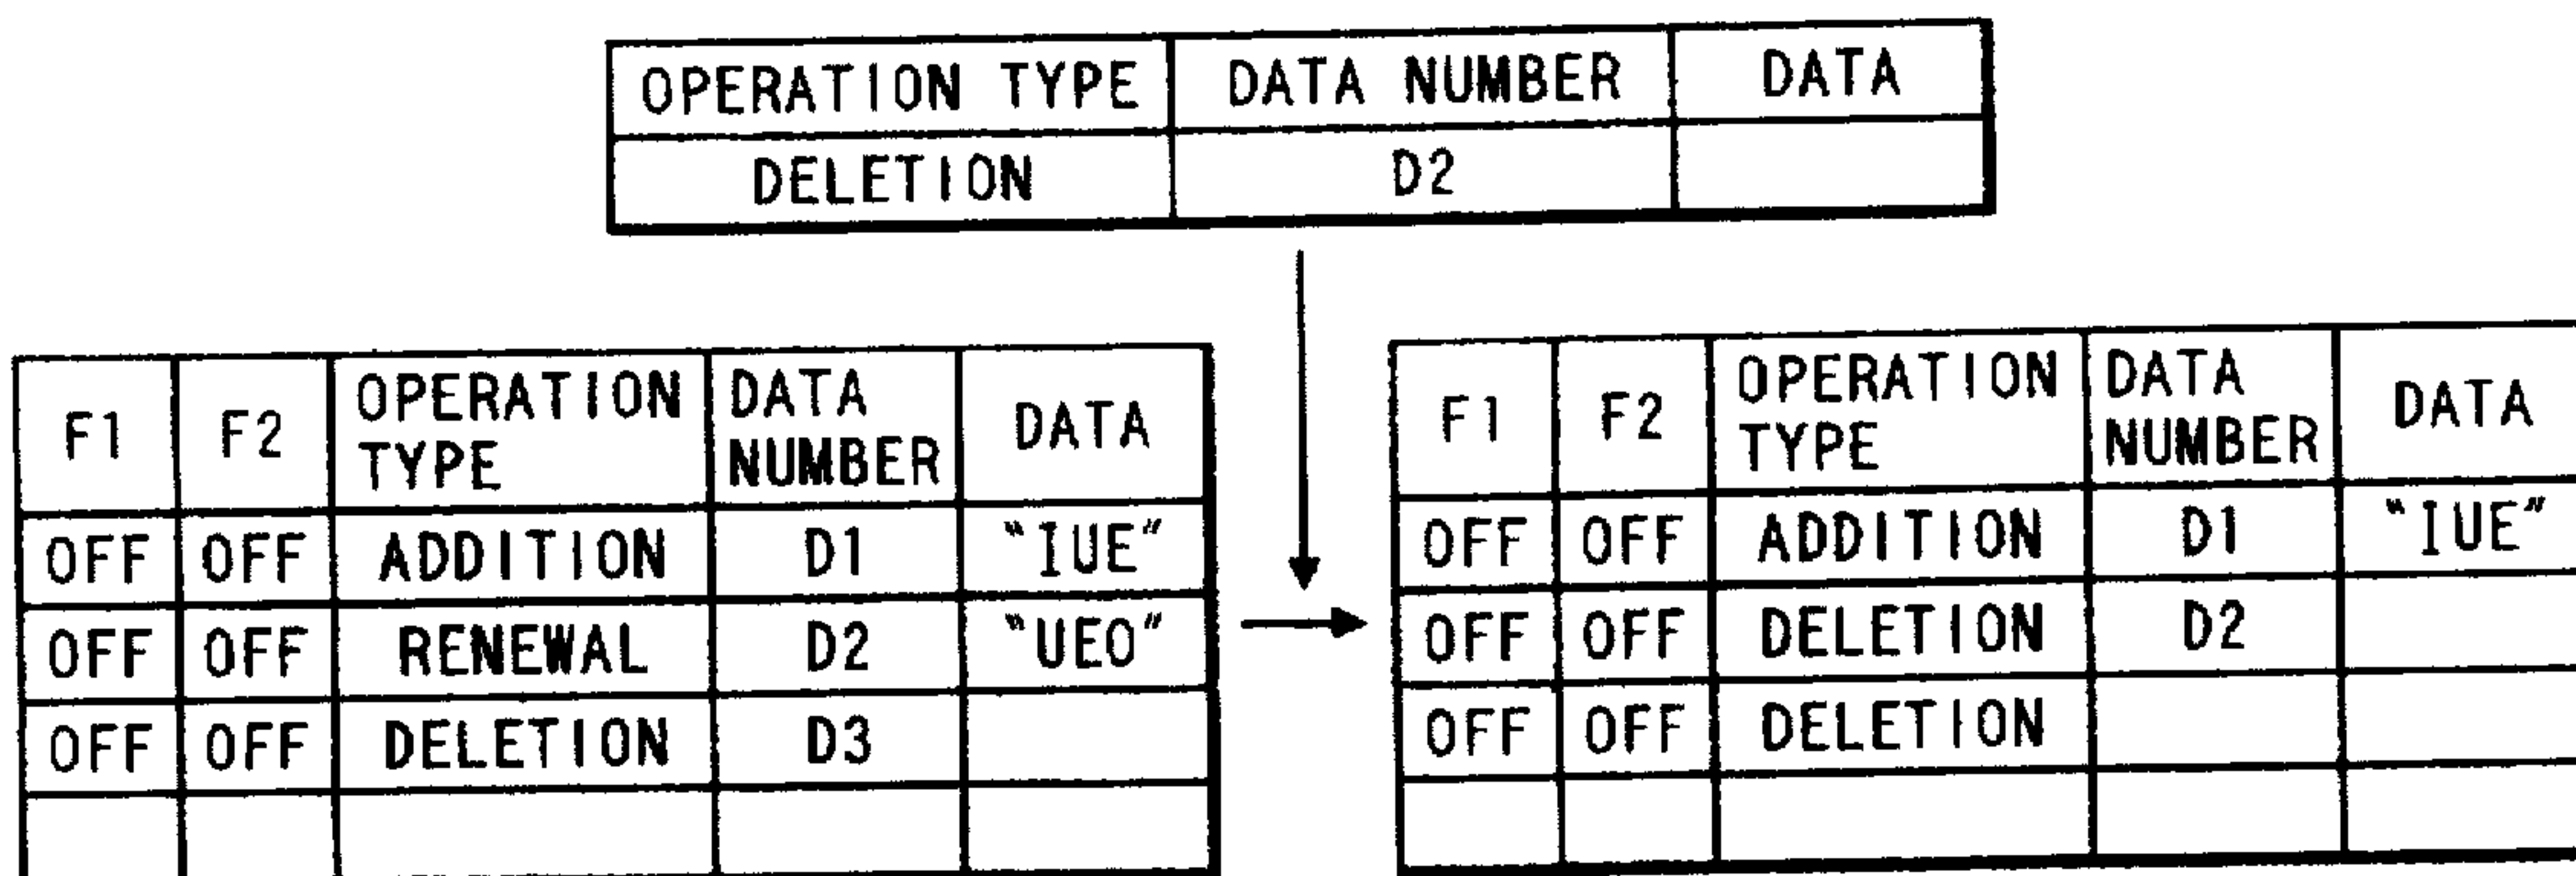 OPERATION TYPE DATA NUMBER DATA
DELETION D2
F1 F2 OPERATION TYPE DATA NUMBER DATA
OFF OFF ADDITION D1 "IUE"
OFF OFF RENEWAL D2 "UEO"
OFF OFF DELETION D3
F1 F2 OPERATION TYPE DATA NUMBER DATA
OFF OFF ADDITION D1 "IUE"
OFF OFF DELETION D2
OFF OFF DELETION